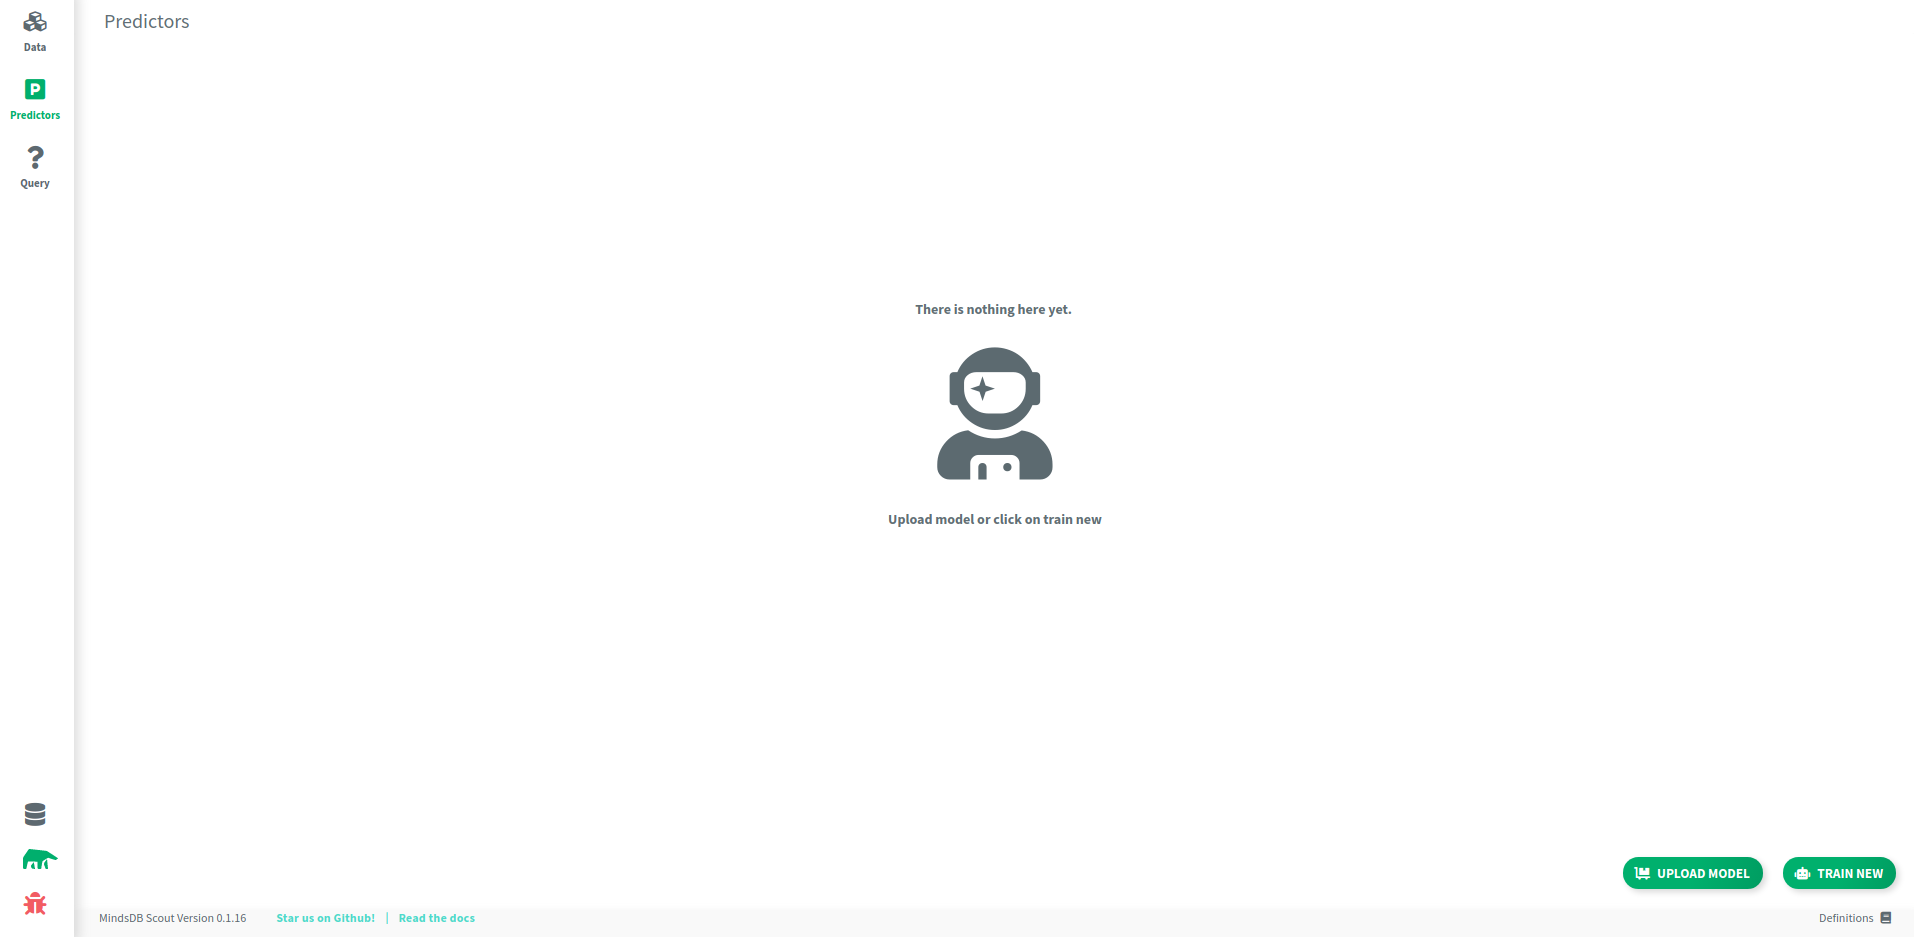 Predictors
Data
P
Predictors
?
Query
There is nothing here yet.
Upload model or click on train new
UPLOAD MODEL
TRAIN NEW
MindsDB Scout Version 0.1.16
Star us on Github! | Read the docs
Definitions